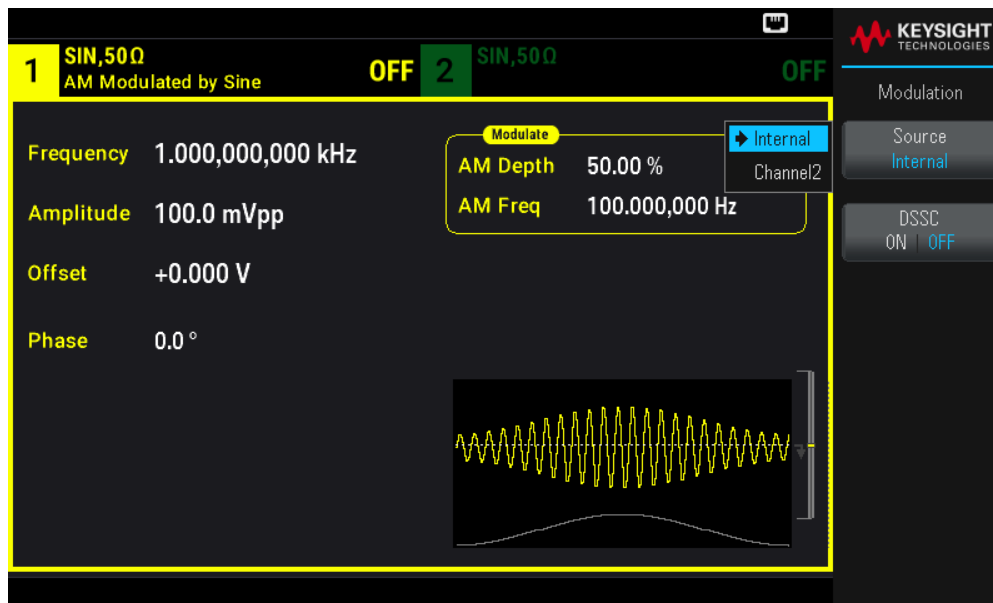 KEYSIGHT
TECHNOLOGIES
1
SIN,50Ω
AM Modulated by Sine
OFF
2
SIN,50Ω
OFF
Modulation
Frequency 1.000,000,000 kHz
Amplitude 100.0 mVpp
Offset +0.000 V
Phase 0.0 °
Modulate
AM Depth 50.00 %
AM Freq 100.000,000 Hz
Internal
Channel2
Source
Internal
DSSC
ON | OFF